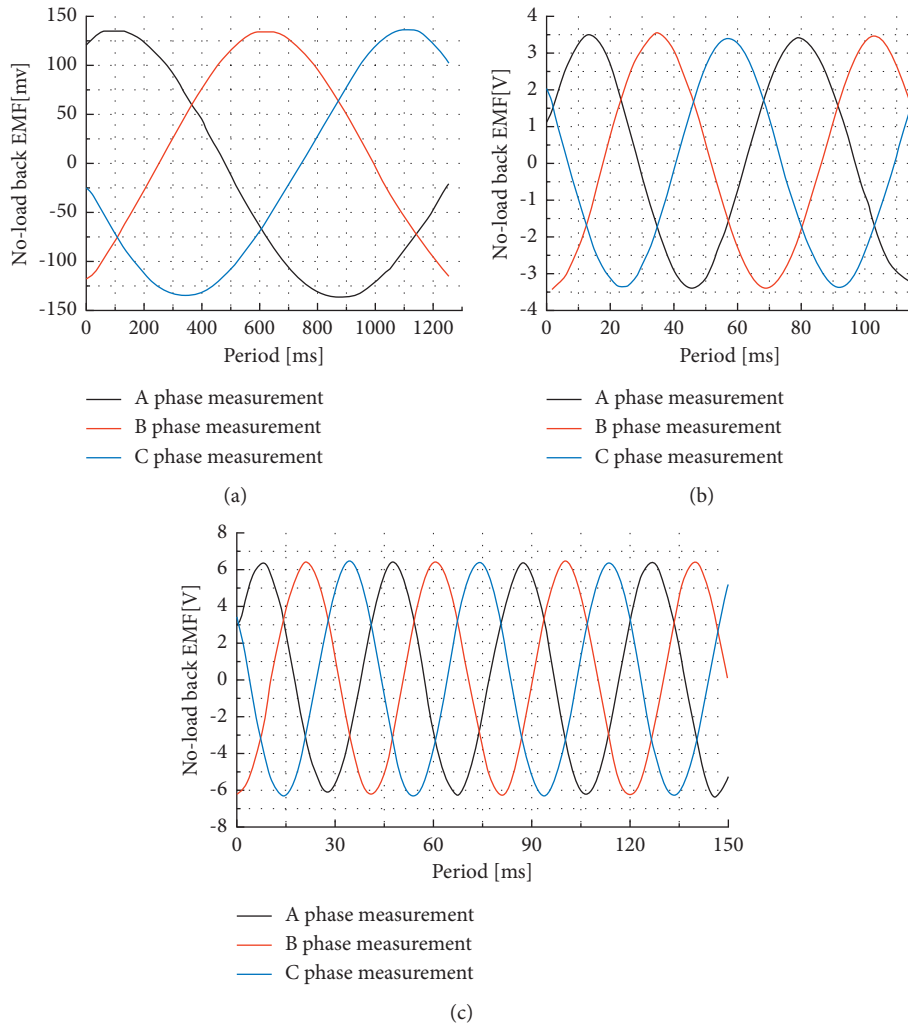 No-load back EMF[mv]
150
100
50
0
-50
-100
-150
0 200 400 600 800 1000 1200
Period [ms]
A phase measurement
B phase measurement
C phase measurement
(a)
No-load back EMF[V]
4
3
2
1
0
-1
-2
-3
-4
0 20 40 60 80 100
Period [ms]
A phase measurement
B phase measurement
C phase measurement
(b)
No-load back EMF[V]
8
6
4
2
0
-2
-4
-6
-8
0 30 60 90 120 150
Period [ms]
A phase measurement
B phase measurement
C phase measurement
(c)